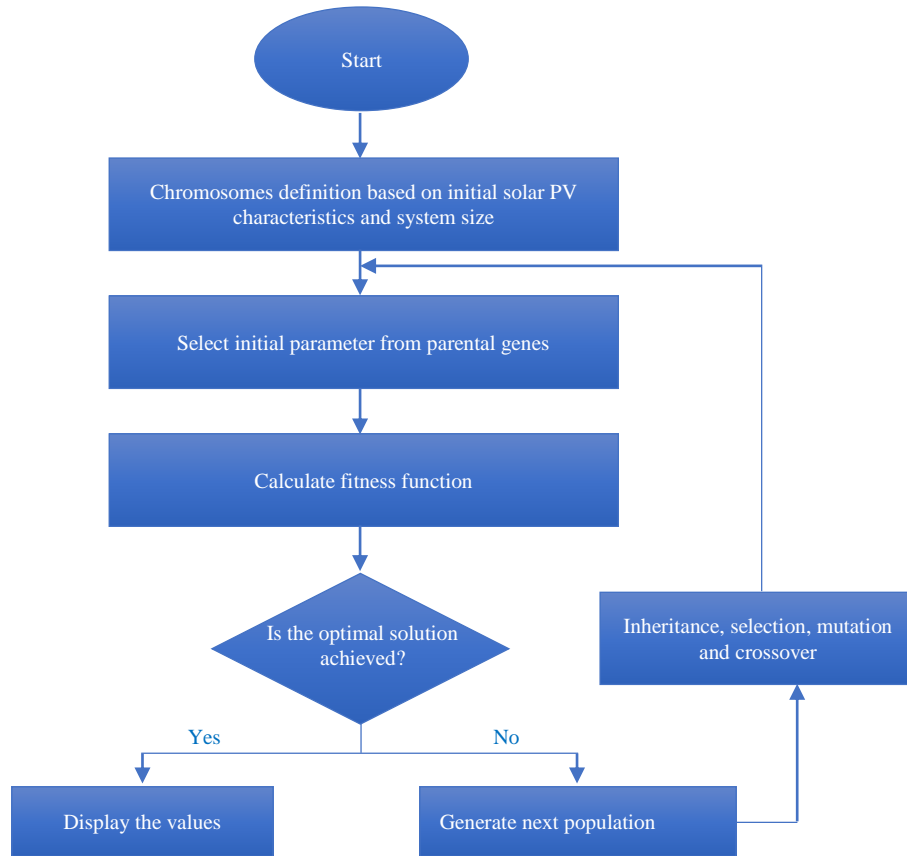 Start
Chromosomes definition based on initial solar PV
characteristics and system size
Select initial parameter from parental genes
Calculate fitness function
Is the optimal solution
achieved?
Inheritance, selection, mutation
and crossover
Yes
No
Display the values
Generate next population